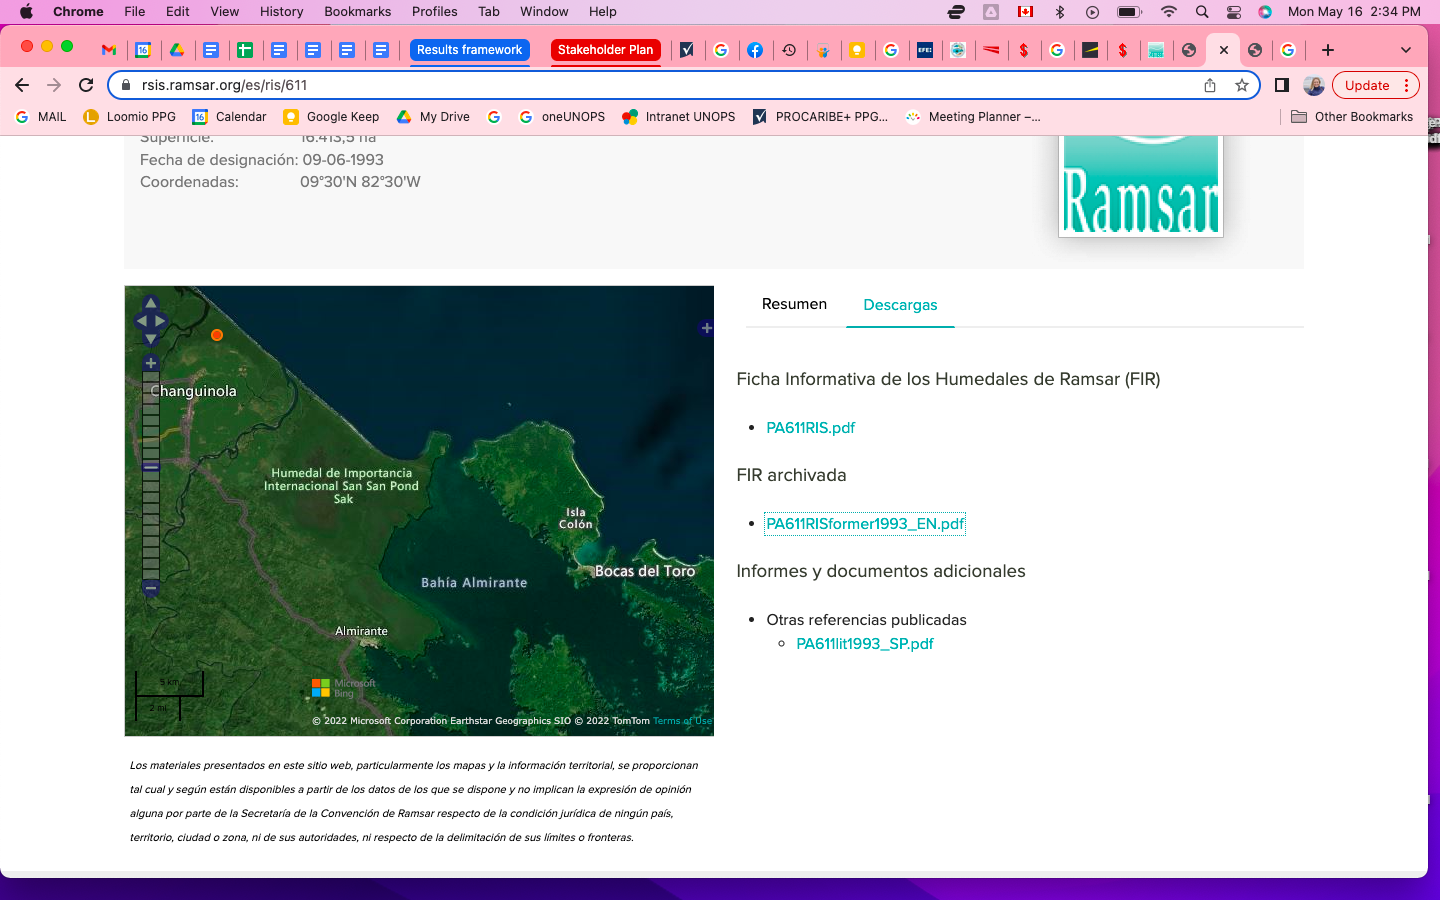 Chrome File Edit View History Bookmarks Profiles Tab Window Help Mon May 16 2:34 PM
Results framework Stakeholder Plan
rsis.ramsar.org/es/ris/611 Update
MAIL Loomio PPG Calendar Google Keep My Drive oneUNOPS Intranet UNOPS PROCARIBE+ PPG... Meeting Planner –... Other Bookmarks
Superficie: 16.413,5 ha
Fecha de designación: 09-06-1993
Coordenadas: 09°30'N 82°30'W
Ramsar
Resumen Descargas
Changuinola
Humedal de Importancia
Internacional San San Pond
Sak
Isla
Colón
Bahía Almirante
Bocas del Toro
Almirante
5 km
2 mi
Microsoft
Bing
© 2022 Microsoft Corporation Earthstar Geographics SIO © 2022 TomTom Terms of Use
Ficha Informativa de los Humedales de Ramsar (FIR)
PA611RIS.pdf
FIR archivada
PA611RISformer1993_EN.pdf
Informes y documentos adicionales
Otras referencias publicadas
PA611lit1993_SP.pdf
Los materiales presentados en este sitio web, particularmente los mapas y la información territorial, se proporcionan
tal cual y según están disponibles a partir de los datos de los que se dispone y no implican la expresión de opinión
alguna por parte de la Secretaría de la Convención de Ramsar respecto de la condición jurídica de ningún país,
territorio, ciudad o zona, ni de sus autoridades, ni respecto de la delimitación de sus límites o fronteras.